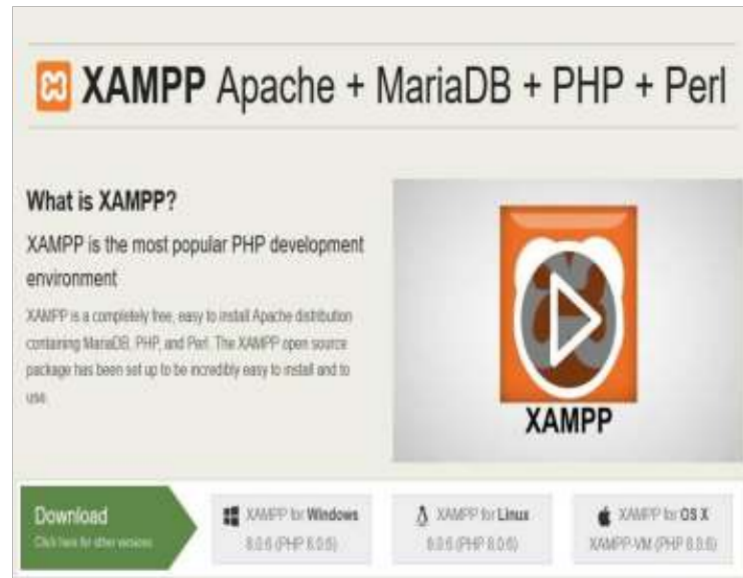 XAMPP Apache + MariaDB + PHP + Perl
What is XAMPP?
XAMPP is the most popular PHP development
environment
XAMPP is a completely free, easy to install Apache distribution
containing MariaDB, PHP, and Perl. The XAMPP open source
package has been set up to be incredibly easy to install and to
use.
XAMPP
Download
Click here for other versions
XAMPP for Windows
8.0.6 (PHP 8.0.6)
XAMPP for Linux
8.0.6 (PHP 8.0.6)
XAMPP for OS X
XAMPP-VM (PHP 8.0.6)